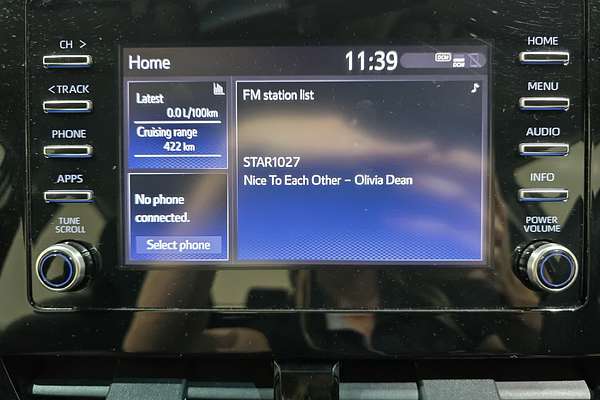 CH >
< TRACK
PHONE
APPS
TUNE
SCROLL
Home
11:39
DCM
DCM
Latest
0.0 L/100km
Cruising range
422 km
No phone
connected.
Select phone
FM station list
STAR1027
Nice To Each Other – Olivia Dean
HOME
MENU
AUDIO
INFO
POWER
VOLUME